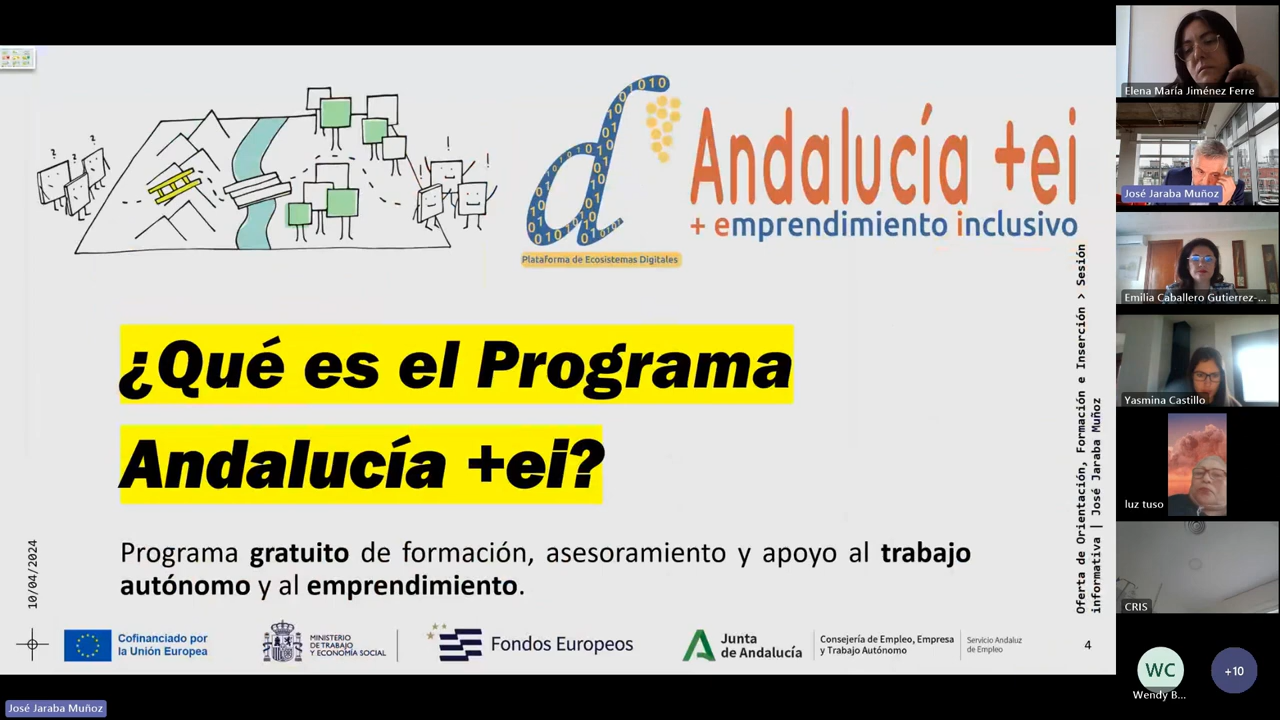 Andalucía +ei
+ emprendimiento inclusivo
Plataforma de Ecosistemas Digitales
¿Qué es el Programa
Andalucía +ei?
Programa gratuito de formación, asesoramiento y apoyo al trabajo
autónomo y al emprendimiento.
10/04/2024
Oferta de Orientación, Formación e Inserción > Sesión
informativa | José Jaraba Muñoz
Cofinanciado por
la Unión Europea
MINISTERIO
DE TRABAJO
Y ECONOMÍA SOCIAL
Fondos Europeos
Junta
de Andalucía
Consejería de Empleo, Empresa
y Trabajo Autónomo
Servicio Andaluz
de Empleo
4
José Jaraba Muñoz
Elena María Jiménez Ferre
José Jaraba Muñoz
Emilia Caballero Gutierrez-...
Yasmina Castillo
luz tuso
CRIS
WC
Wendy B...
+10